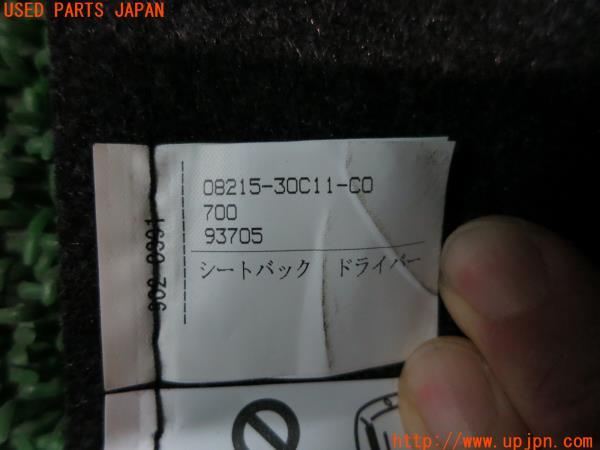 USED PARTS JAPAN
08215-30C11-C0
700
93705
シートバック ドライバー
902-0991
http://www.upjpn.com/